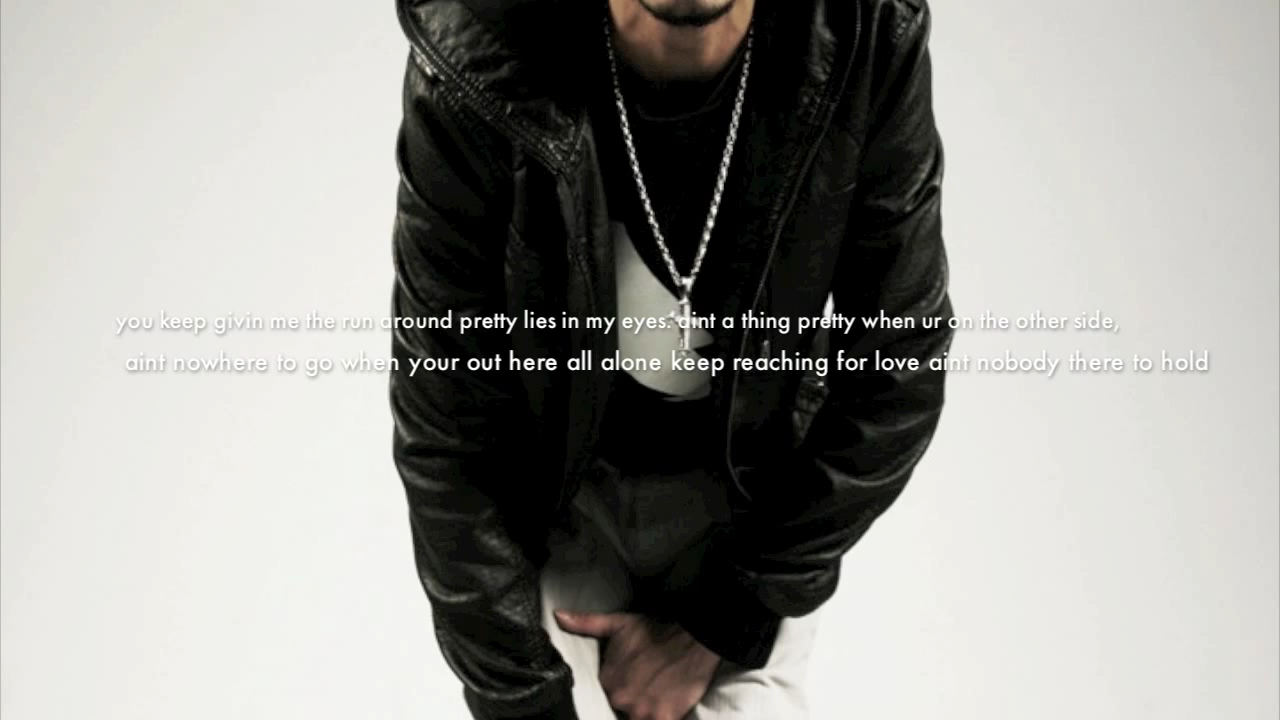 you keep givin me the run around pretty lies in my eyes. aint a thing pretty when ur on the other side,
aint nowhere to go when your out here all alone keep reaching for love aint nobody there to hold